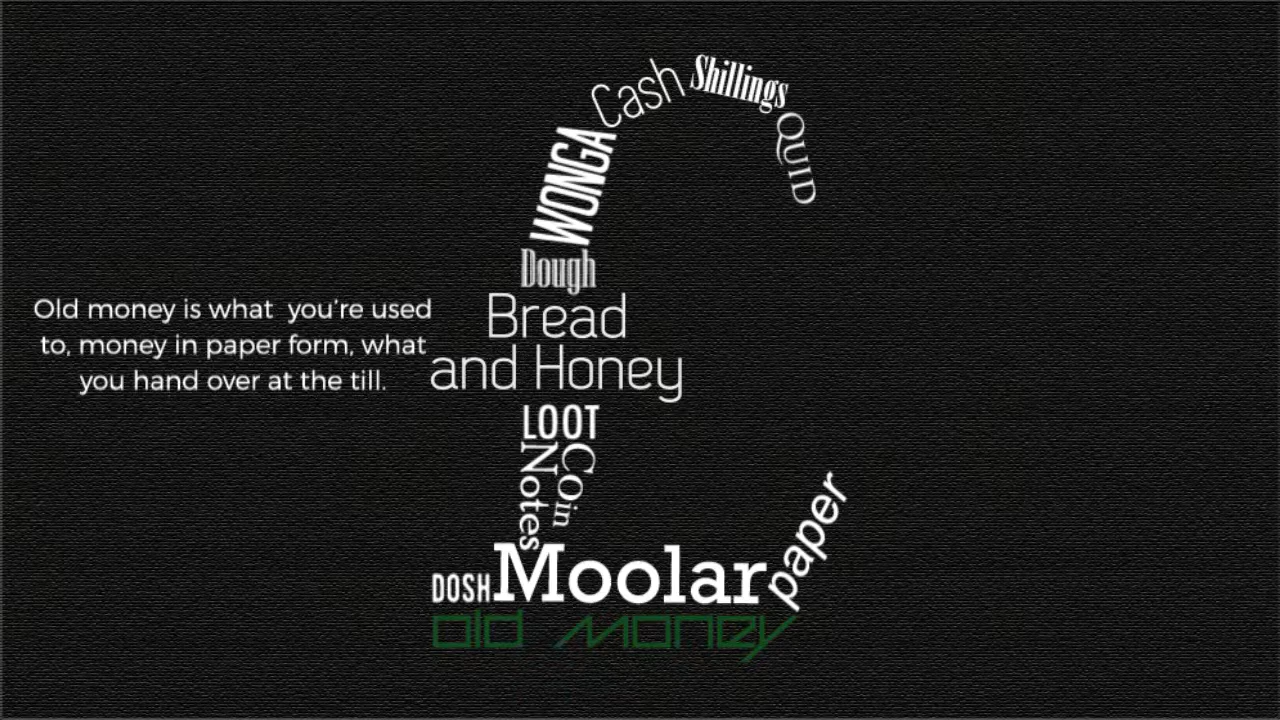 Cash Shillings
QUID
WONGA
Dough
Bread
and Honey
Old money is what  you're used
to, money in paper form, what
you hand over at the till.
LOOT
Notes
COin
DOSH Moolar paper
old money